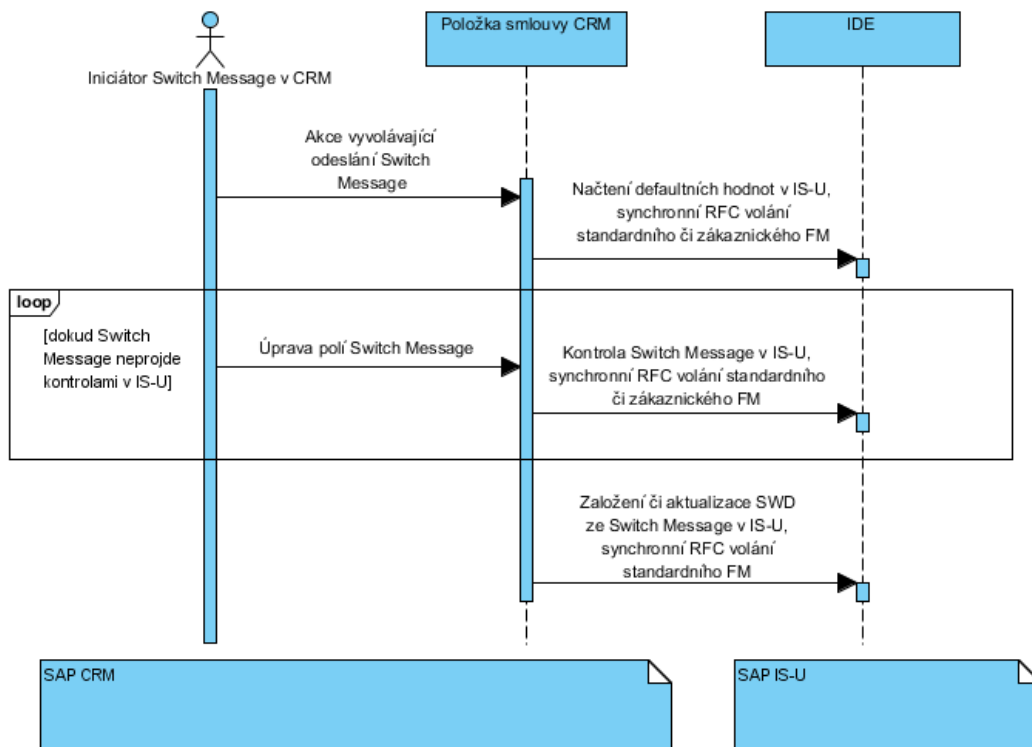 Položka smlouvy CRM
IDE
Iniciátor Switch Message v CRM
Akce vyvolávající
odeslání Switch
Message
Načtení defaultních hodnot v IS-U,
synchronní RFC volání
standardního či zákaznického FM
loop
[dokud Switch
Message neprojde
kontrolami v IS-U]
Úprava polí Switch Message
Kontrola Switch Message v IS-U,
synchronní RFC volání standardního
či zákaznického FM
Založení či aktualizace SWD
ze Switch Message v IS-U,
synchronní RFC volání
standardního FM
SAP CRM
SAP IS-U